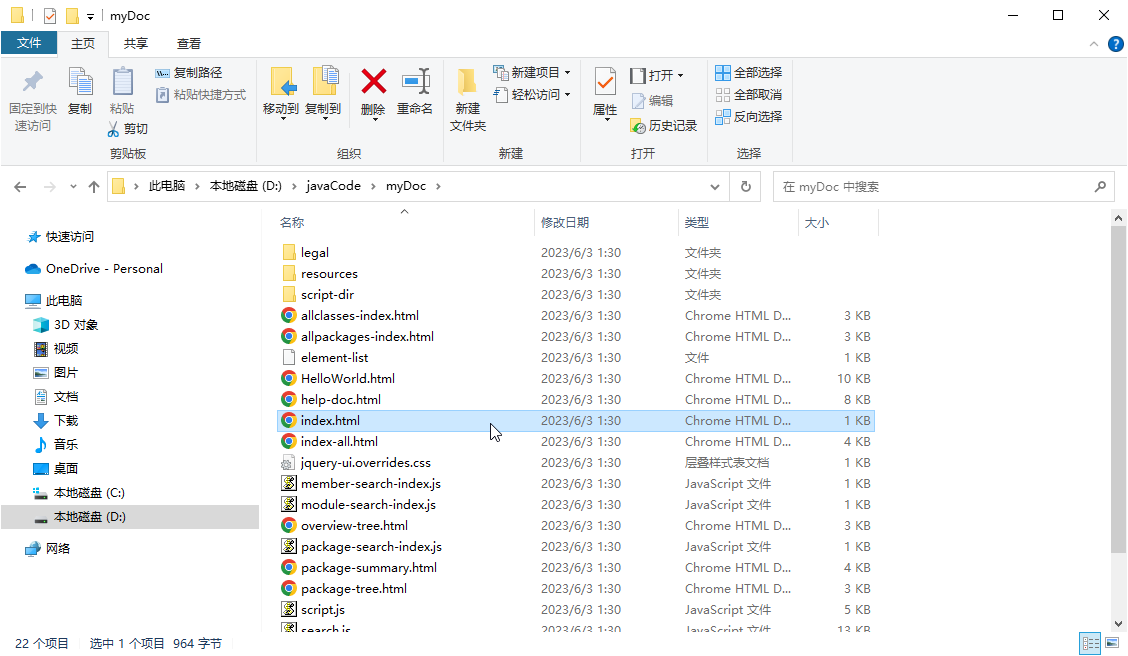 myDoc
文件 主页 共享 查看
固定到快速访问
复制
粘贴
复制路径
粘贴快捷方式
剪切
剪贴板
移动到
复制到
删除
重命名
组织
新建文件夹
新建项目
轻松访问
新建
属性
打开
编辑
历史记录
打开
全部选择
全部取消
反向选择
选择
此电脑 本地磁盘 (D:) javaCode myDoc
在 myDoc 中搜索
快速访问
OneDrive - Personal
此电脑
3D 对象
视频
图片
文档
下载
音乐
桌面
本地磁盘 (C:)
本地磁盘 (D:)
网络
名称 修改日期 类型 大小
legal 2023/6/3 1:30 文件夹
resources 2023/6/3 1:30 文件夹
script-dir 2023/6/3 1:30 文件夹
allclasses-index.html 2023/6/3 1:30 Chrome HTML D... 3 KB
allpackages-index.html 2023/6/3 1:30 Chrome HTML D... 3 KB
element-list 2023/6/3 1:30 文件 1 KB
HelloWorld.html 2023/6/3 1:30 Chrome HTML D... 10 KB
help-doc.html 2023/6/3 1:30 Chrome HTML D... 8 KB
index.html 2023/6/3 1:30 Chrome HTML D... 1 KB
index-all.html 2023/6/3 1:30 Chrome HTML D... 4 KB
jquery-ui.overrides.css 2023/6/3 1:30 层叠样式表文档 1 KB
member-search-index.js 2023/6/3 1:30 JavaScript 文件 1 KB
module-search-index.js 2023/6/3 1:30 JavaScript 文件 1 KB
overview-tree.html 2023/6/3 1:30 Chrome HTML D... 3 KB
package-search-index.js 2023/6/3 1:30 JavaScript 文件 1 KB
package-summary.html 2023/6/3 1:30 Chrome HTML D... 4 KB
package-tree.html 2023/6/3 1:30 Chrome HTML D... 3 KB
script.js 2023/6/3 1:30 JavaScript 文件 5 KB
search.js 2023/6/3 1:30 JavaScript 文件 13 KB
22 个项目 选中 1 个项目 964 字节